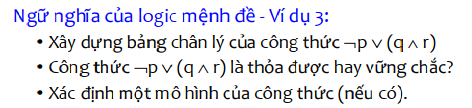 Ngữ nghĩa của logic mệnh đề - Ví dụ 3:
• Xây dựng bảng chân lý của công thức ¬p ∨ (q ∧ r)
• Công thức ¬p ∨ (q ∧ r) là thỏa được hay vững chắc?
• Xác định một mô hình của công thức (nếu có).